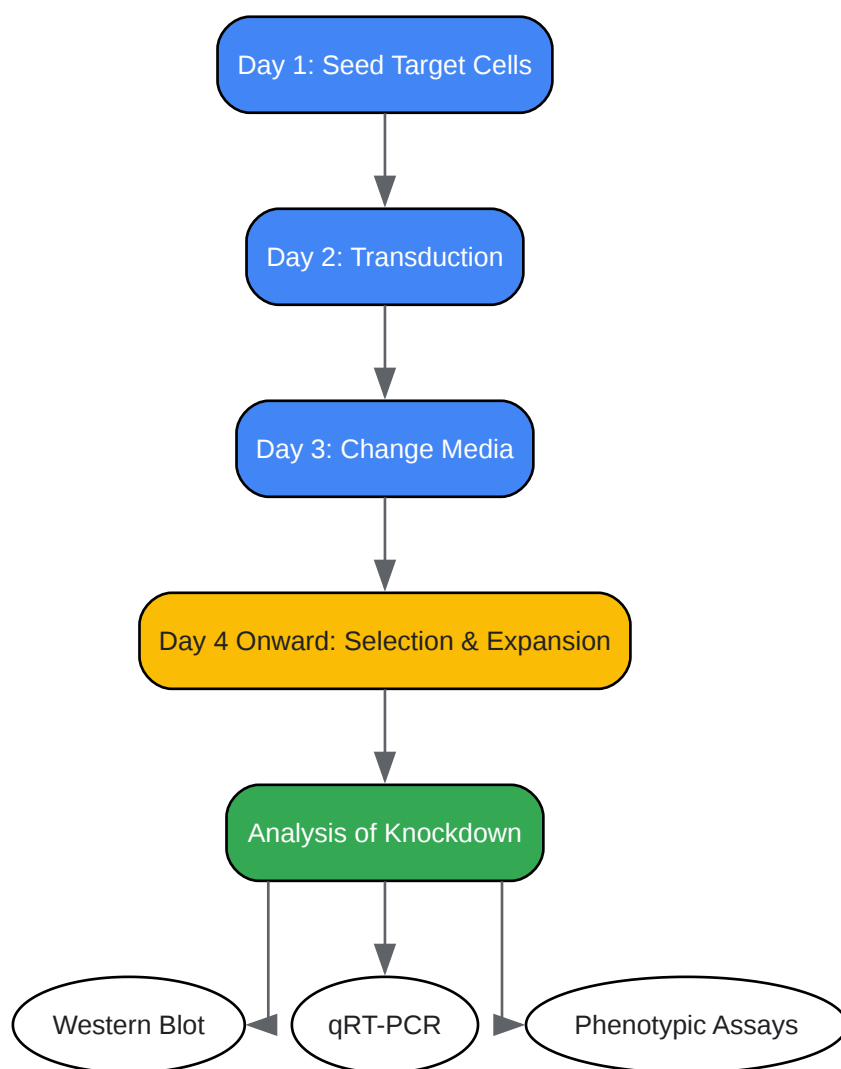 Day 1: Seed Target Cells
Day 2: Transduction
Day 3: Change Media
Day 4 Onward: Selection & Expansion
Analysis of Knockdown
Western Blot
qRT-PCR
Phenotypic Assays